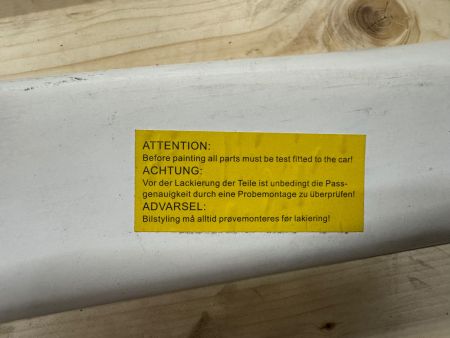 ATTENTION:
Before painting all parts must be test fitted to the car!
ACHTUNG:
Vor der Lackierung der Teile ist unbedingt die Pass-
genauigkeit durch eine Probemontage zu überprüfen!
ADVARSEL:
Bilstyling må alltid prøvemonteres før lakiering!